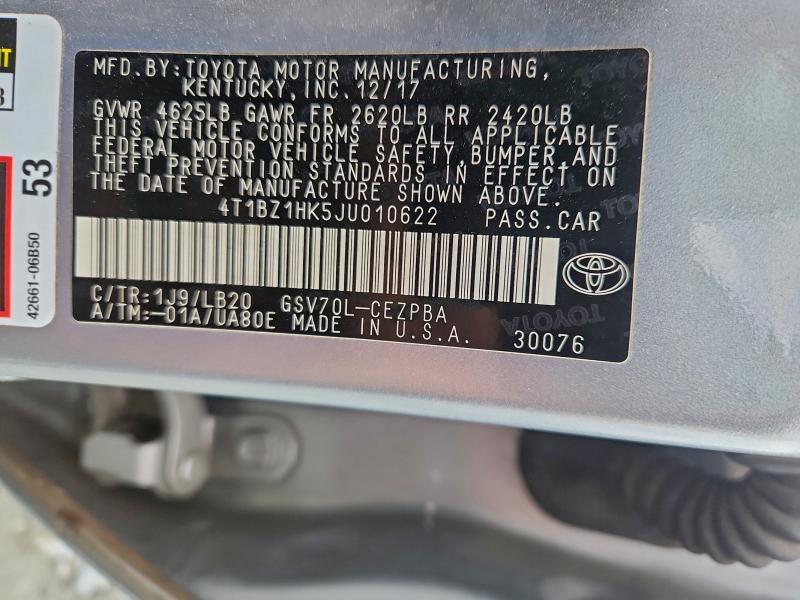 MFD.BY:TOYOTA MOTOR MANUFACTURING,
KENTUCKY,INC.12/17
GVWR 4625LB GAWR FR 2620LB RR 2420LB
THIS VEHICLE CONFORMS TO ALL APPLICABLE
FEDERAL MOTOR VEHICLE SAFETY,BUMPER,AND
THEFT PREVENTION STANDARDS IN EFFECT ON
THE DATE OF MANUFACTURE SHOWN ABOVE.
4T1BZ1HK5JU010622 PASS.CAR
C/TR:1J9/LB20 GSV70L-CEZPBA
A/TM:-01A/UA80E MADE IN U.S.A. 30076
53
42661-06B50